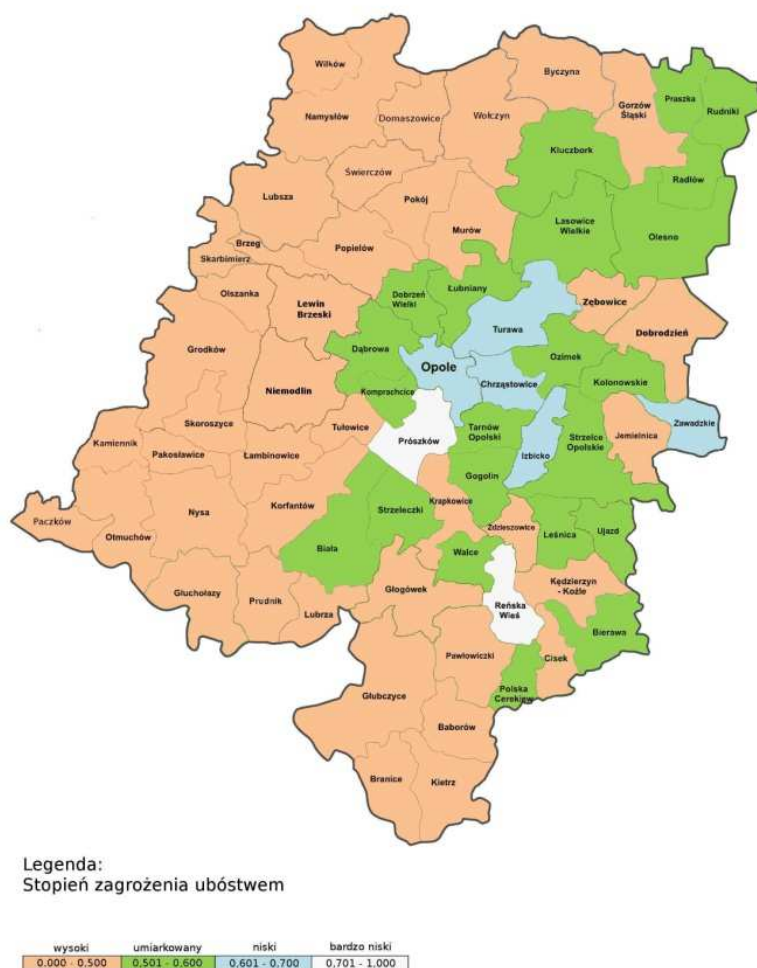 Wilków
Byczyna
Gorzów
Śląski
Praszka
Rudniki
Namysłów
Domaszowice
Wołczyn
Kluczbork
Radłów
Świerczów
Lubsza
Pokój
Lasowice
Wielkie
Olesno
Murów
Brzeg
Popielów
Skarbimierz
Łubniany
Olszanka
Dobrzeń
Wielki
Zębowice
Lewin
Brzeski
Turawa
Dobrodzień
Grodków
Dąbrowa
Ozimek
Opole
Chrząstowice
Kolonowskie
Niemodlin
Komprachcice
Skoroszyce
Tułowice
Tarnów
Opolski
Zawadzkie
Kamiennik
Prószków
Strzelce
Opolskie
Jemielnica
Pakosławice
Łambinowice
Izbicko
Gogolin
Korfantów
Krapkowice
Strzeleczki
Nysa
Paczków
Zdzieszowice
Ujazd
Otmuchów
Leśnica
Biała
Walce
Kędzierzyn
- Koźle
Głuchołazy
Prudnik
Głogówek
Lubrza
Reńska
Wieś
Bierawa
Pawłowiczki
Cisek
Polska
Cerekiew
Głubczyce
Baborów
Branice
Kietrz
Legenda:
Stopień zagrożenia ubóstwem
wysoki umiarkowany niski bardzo niski
0.000 - 0.500 0,501 - 0.600 0,601 - 0.700 0,701 - 1.000